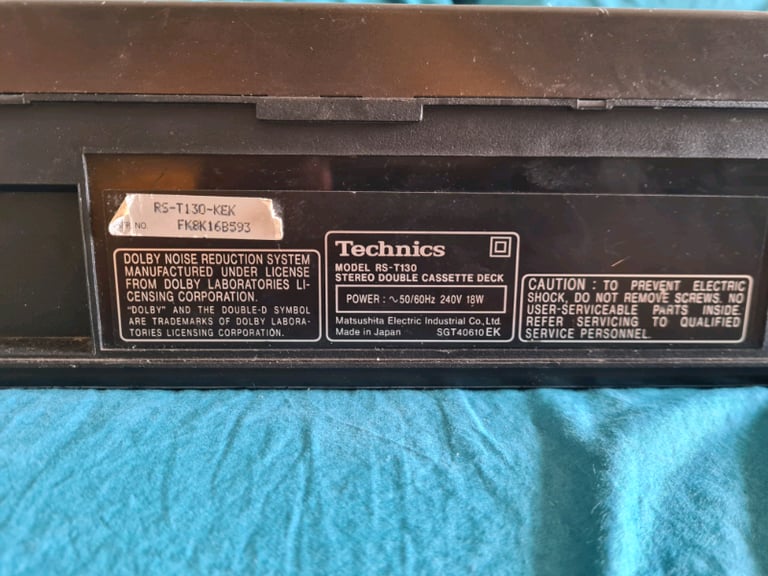 RS-T130-KEK
NO. FK8K16B593
DOLBY NOISE REDUCTION SYSTEM
MANUFACTURED UNDER LICENSE
FROM DOLBY LABORATORIES LI-
CENSING CORPORATION.
"DOLBY" AND THE DOUBLE-D SYMBOL
ARE TRADEMARKS OF DOLBY LABORA-
TORIES LICENSING CORPORATION.
Technics
MODEL RS-T130
STEREO DOUBLE CASSETTE DECK
POWER : ∼ 50/60Hz 240V 18W
Matsushita Electric Industrial Co., Ltd.
Made in Japan SGT40610 EK
CAUTION : TO PREVENT ELECTRIC
SHOCK, DO NOT REMOVE SCREWS. NO
USER-SERVICEABLE PARTS INSIDE.
REFER SERVICING TO QUALIFIED
SERVICE PERSONNEL.